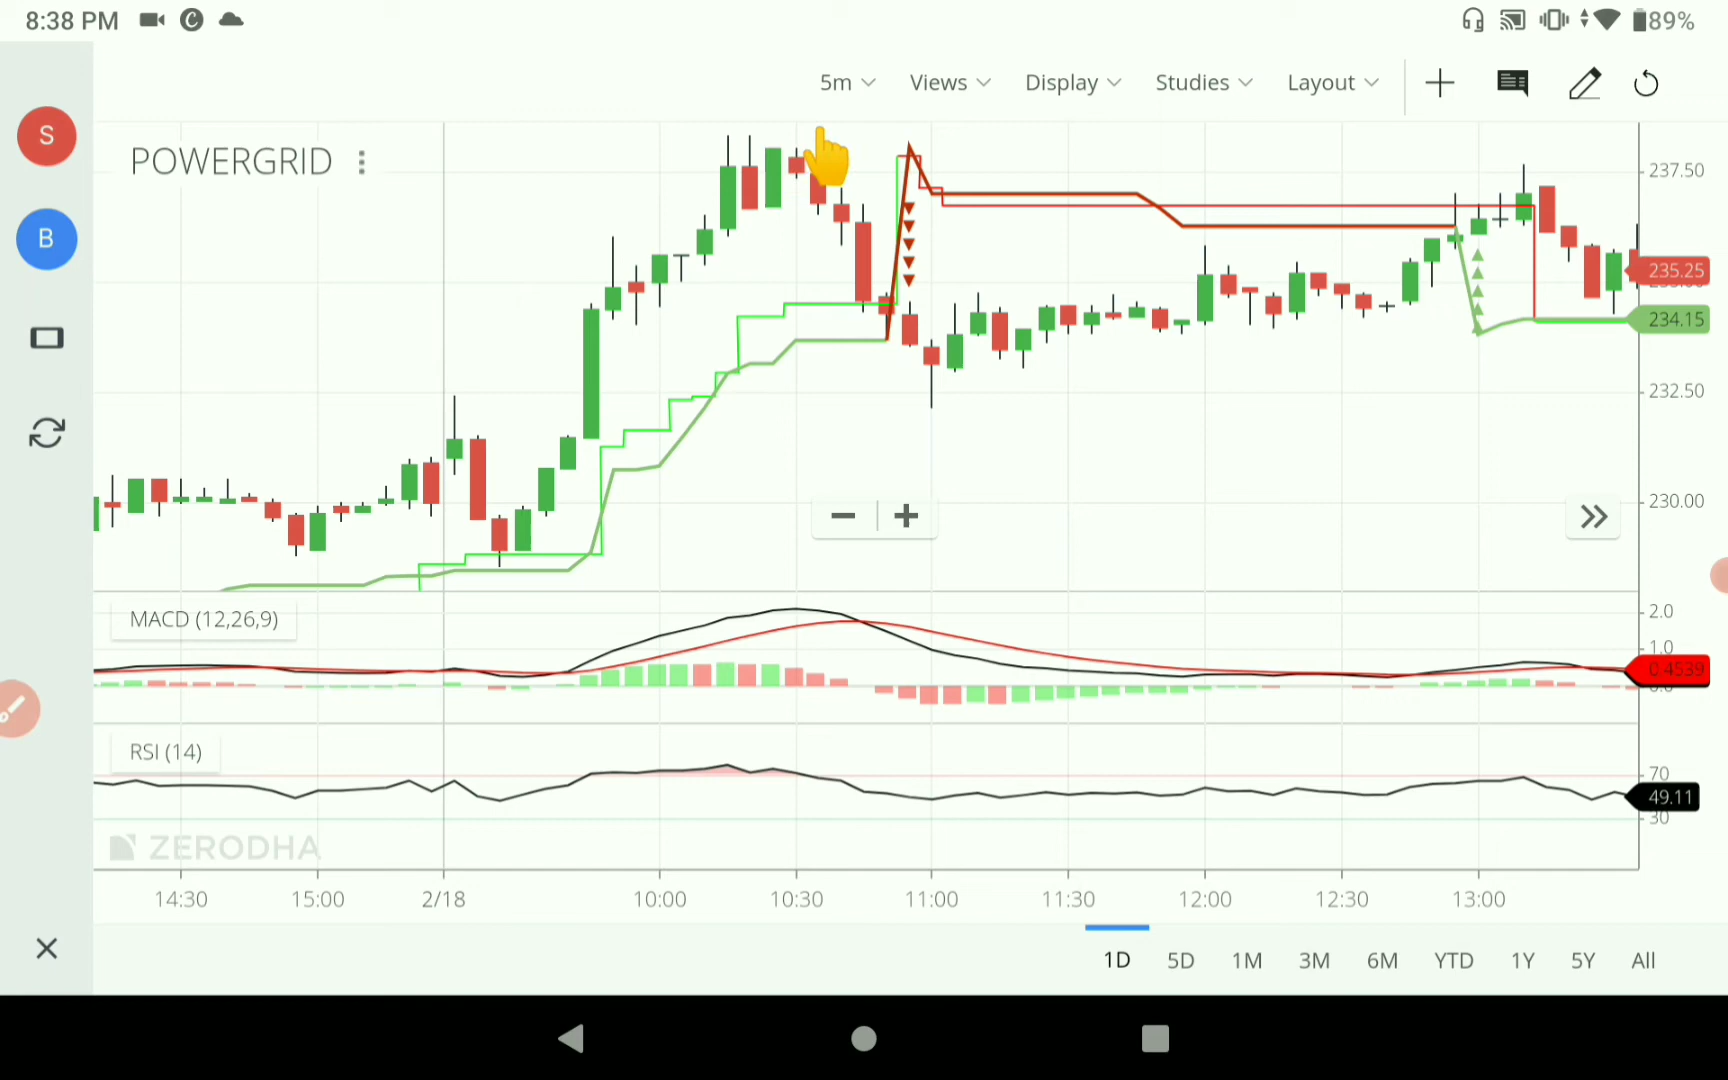 8:38 PM
89%
S
B
5m
Views
Display
Studies
Layout
POWERGRID
237.50
235.25
234.15
232.50
230.00
MACD (12,26,9)
2.0
1.0
0.4539
RSI (14)
70
49.11
30
ZERODHA
14:30 15:00 2/18 10:00 10:30 11:00 11:30 12:00 12:30 13:00
1D 5D 1M 3M 6M YTD 1Y 5Y All